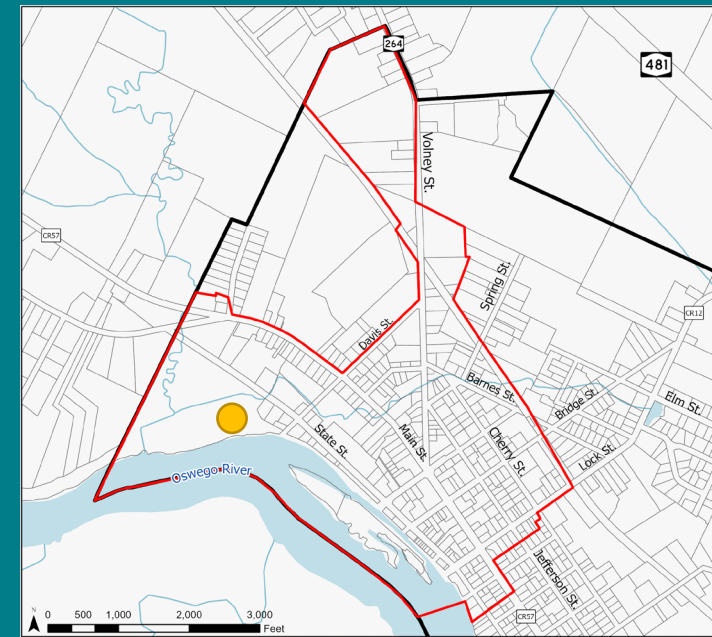 264
481
Volney St.
CR57
Spring St.
CR12
Davis St.
Barnes St.
Bridge St.
Elm St.
State St.
Main St.
Cherry St.
Lock St.
Oswego River
Jefferson St.
CR57
N
0 500 1,000 2,000 3,000
Feet